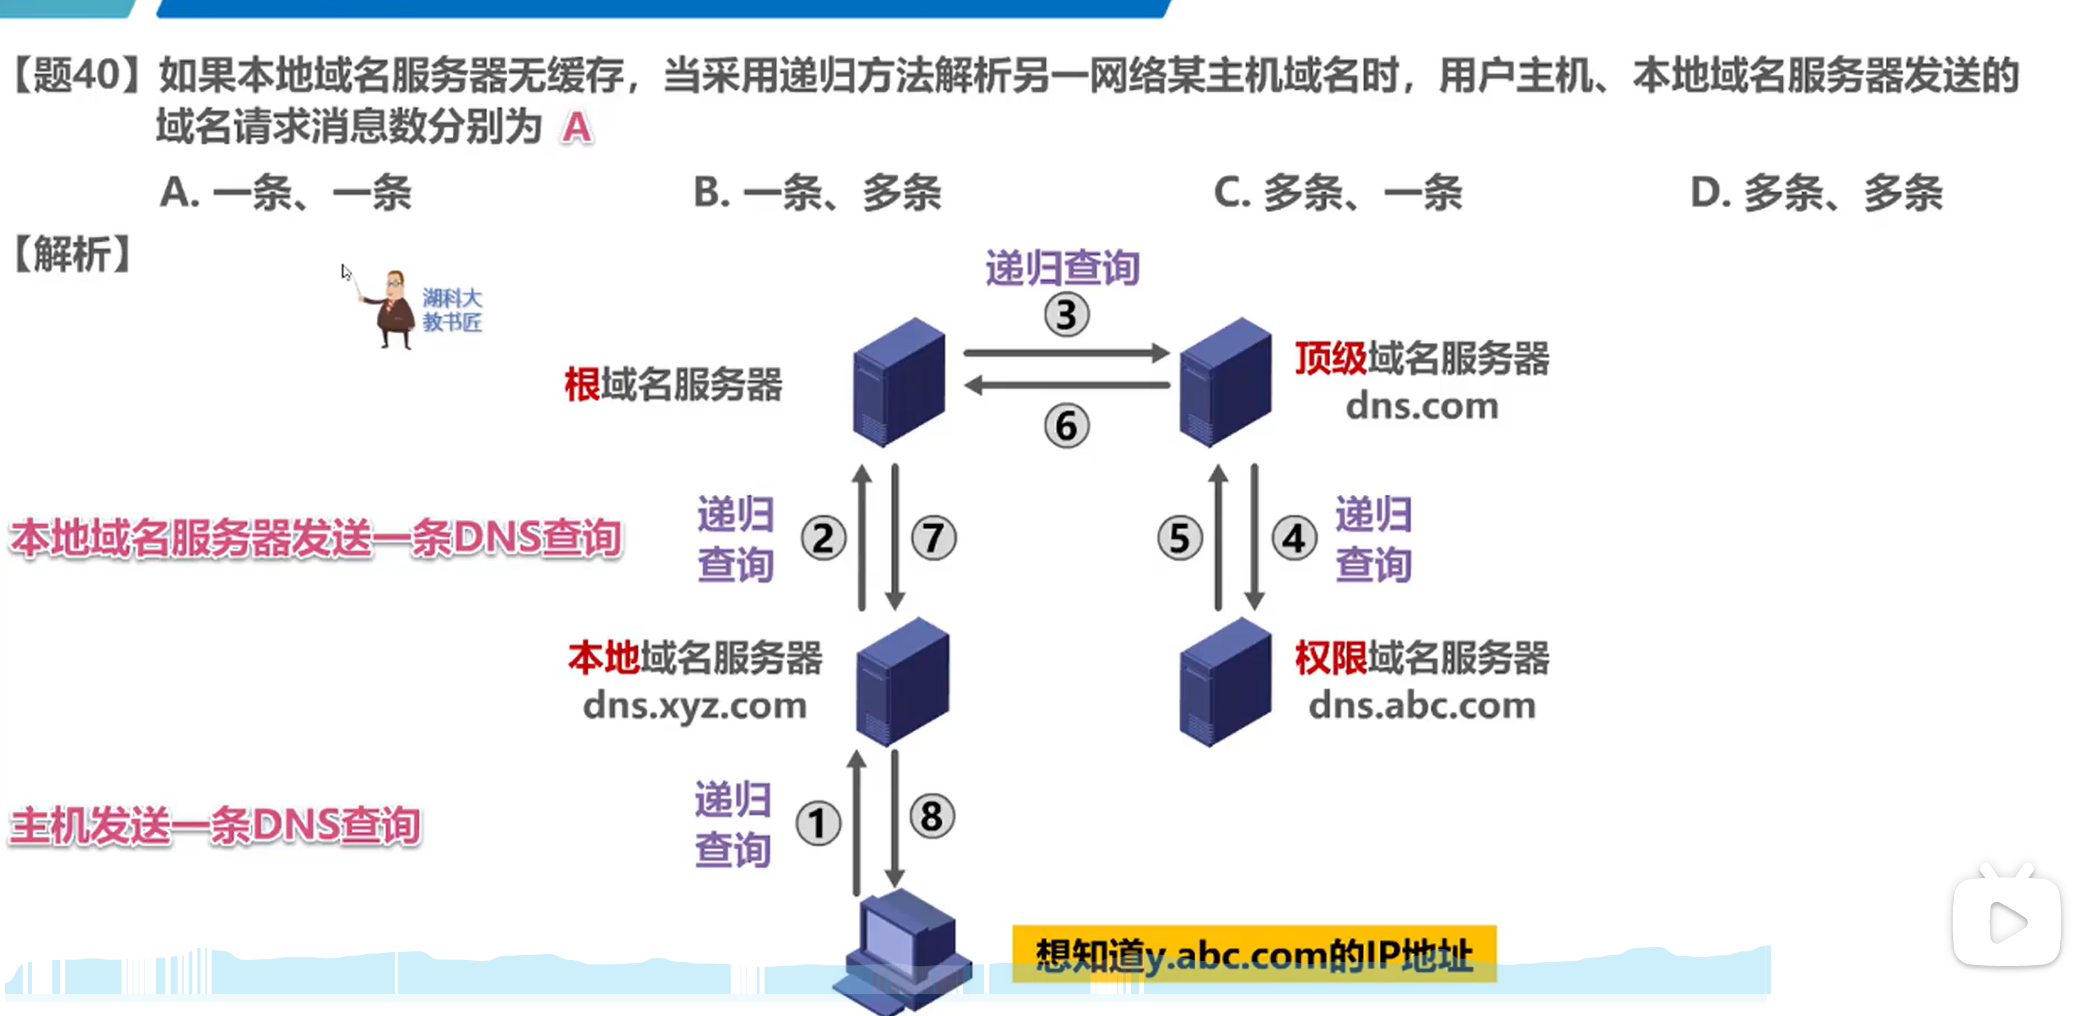 【题40】如果本地域名服务器无缓存，当采用递归方法解析另一网络某主机域名时，用户主机、本地域名服务器发送的
域名请求消息数分别为 A
A. 一条、一条 B. 一条、多条 C. 多条、一条 D. 多条、多条
【解析】
湖科大
教书匠
递归查询
③
根域名服务器
顶级域名服务器
dns.com
⑥
本地域名服务器发送一条DNS查询
递归
查询
②
⑦
⑤
④
递归
查询
本地域名服务器
dns.xyz.com
权限域名服务器
dns.abc.com
主机发送一条DNS查询
递归
查询
①
⑧
想知道y.abc.com的IP地址